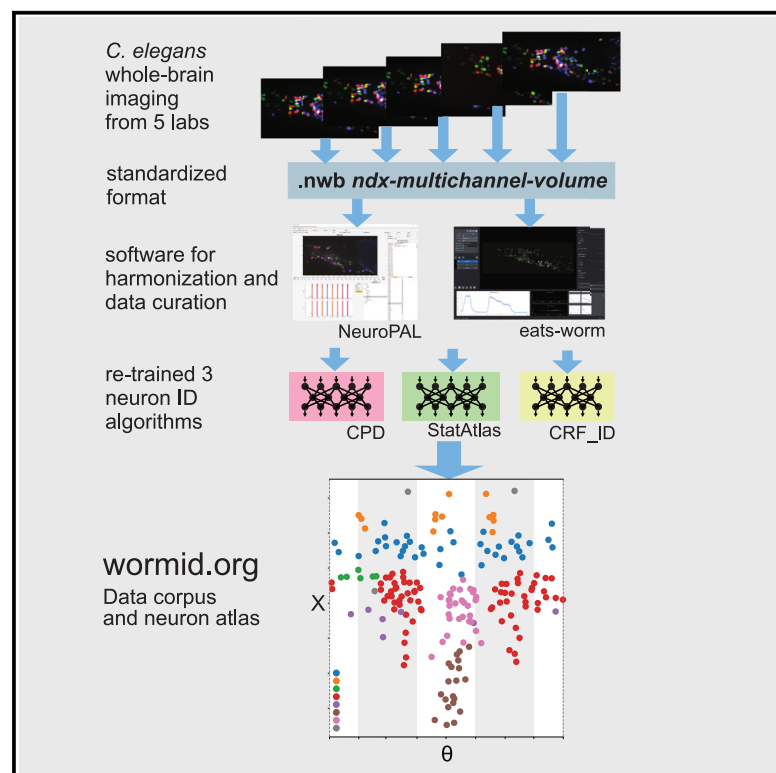 C. elegans
whole-brain
imaging
from 5 labs
standardized
format
.nwb ndx-multichannel-volume
software for
harmonization and
data curation
NeuroPAL
eats-worm
re-trained 3
neuron ID
algorithms
CPD
StatAtlas
CRF_ID
wormid.org
Data corpus
and neuron atlas
X
θ